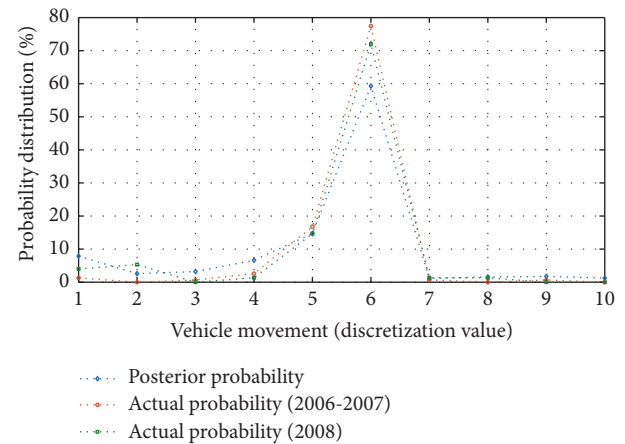 Probability distribution (%)
80
70
60
50
40
30
20
10
0
1 2 3 4 5 6 7 8 9 10
Vehicle movement (discretization value)
Posterior probability
Actual probability (2006-2007)
Actual probability (2008)